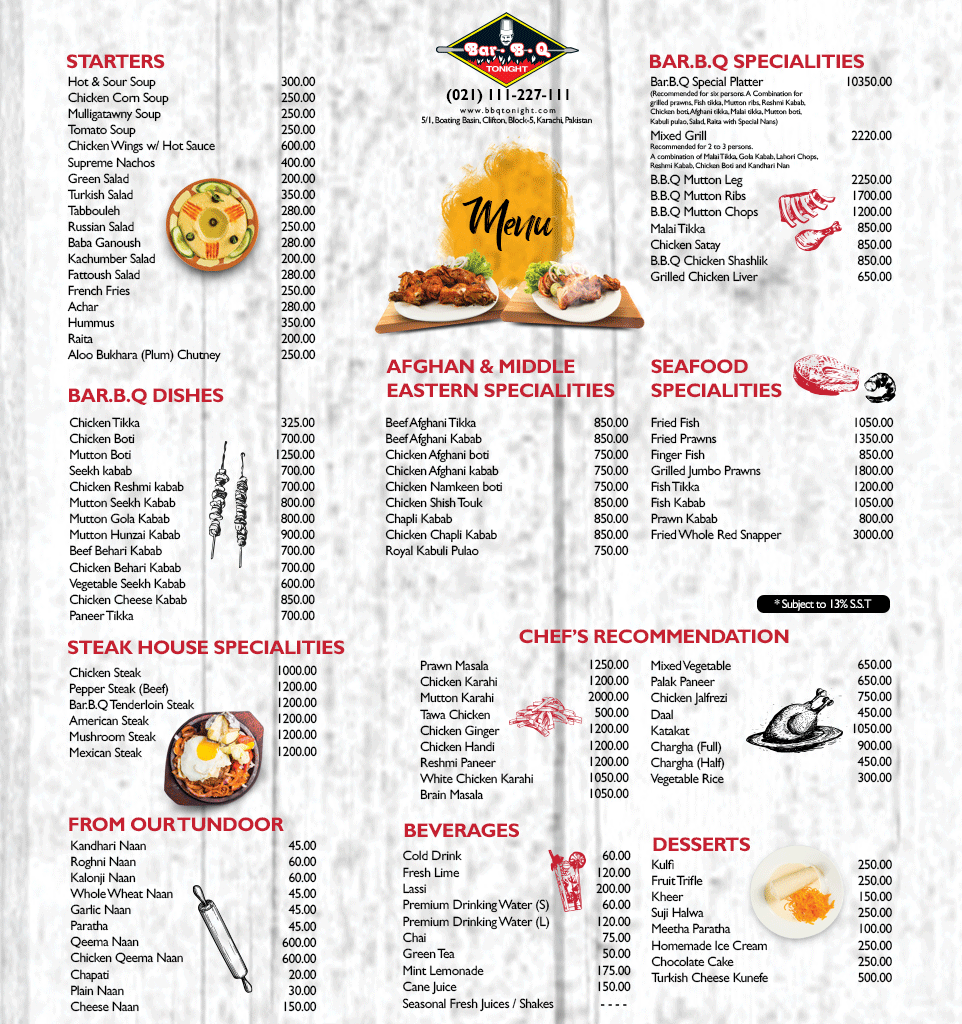 Bar-B-Q
TONIGHT
(021) 111-227-111
www.bbqtonight.com
5/1, Boating Basin, Clifton, Block-5, Karachi, Pakistan
Menu
STARTERS
Hot & Sour Soup 300.00
Chicken Corn Soup 250.00
Mulligatawny Soup 250.00
Tomato Soup 250.00
Chicken Wings w/ Hot Sauce 600.00
Supreme Nachos 400.00
Green Salad 200.00
Turkish Salad 350.00
Tabbouleh 280.00
Russian Salad 250.00
Baba Ganoush 280.00
Kachumber Salad 200.00
Fattoush Salad 280.00
French Fries 250.00
Achar 280.00
Hummus 350.00
Raita 200.00
Aloo Bukhara (Plum) Chutney 250.00
BAR.B.Q DISHES
Chicken Tikka 325.00
Chicken Boti 700.00
Mutton Boti 1250.00
Seekh kabab 700.00
Chicken Reshmi kabab 700.00
Mutton Seekh Kabab 800.00
Mutton Gola Kabab 800.00
Mutton Hunzai Kabab 900.00
Beef Behari Kabab 700.00
Chicken Behari Kabab 700.00
Vegetable Seekh Kabab 600.00
Chicken Cheese Kabab 850.00
Paneer Tikka 700.00
STEAK HOUSE SPECIALITIES
Chicken Steak 1000.00
Pepper Steak (Beef) 1200.00
Bar.B.Q Tenderloin Steak 1200.00
American Steak 1200.00
Mushroom Steak 1200.00
Mexican Steak 1200.00
FROM OUR TUNDOOR
Kandhari Naan 45.00
Roghni Naan 60.00
Kalonji Naan 60.00
Whole Wheat Naan 45.00
Garlic Naan 45.00
Paratha 45.00
Qeema Naan 600.00
Chicken Qeema Naan 600.00
Chapati 20.00
Plain Naan 30.00
Cheese Naan 150.00
AFGHAN & MIDDLE
EASTERN SPECIALITIES
Beef Afghani Tikka 850.00
Beef Afghani Kabab 850.00
Chicken Afghani boti 750.00
Chicken Afghani kabab 750.00
Chicken Namkeen boti 750.00
Chicken Shish Touk 850.00
Chapli Kabab 850.00
Chicken Chapli Kabab 850.00
Royal Kabuli Pulao 750.00
BAR.B.Q SPECIALITIES
Bar.B.Q Special Platter 10350.00
(Recommended for six persons. A Combination for
grilled prawns, Fish tikka, Mutton ribs, Reshmi Kabab,
Chicken boti, Afghani tikka, Malai tikka, Mutton boti,
Kabuli pulao, Salad, Raita with Special Nans)
Mixed Grill 2220.00
Recommended for 2 to 3 persons.
A combination of Malai Tikka, Gola Kabab, Lahori Chops,
Reshmi Kabab, Chicken Boti and Kandhari Nan
B.B.Q Mutton Leg 2250.00
B.B.Q Mutton Ribs 1700.00
B.B.Q Mutton Chops 1200.00
Malai Tikka 850.00
Chicken Satay 850.00
B.B.Q Chicken Shashlik 850.00
Grilled Chicken Liver 650.00
SEAFOOD
SPECIALITIES
Fried Fish 1050.00
Fried Prawns 1350.00
Finger Fish 850.00
Grilled Jumbo Prawns 1800.00
Fish Tikka 1200.00
Fish Kabab 1050.00
Prawn Kabab 800.00
Fried Whole Red Snapper 3000.00
* Subject to 13% S.S.T
CHEF'S RECOMMENDATION
Prawn Masala 1250.00
Chicken Karahi 1200.00
Mutton Karahi 2000.00
Tawa Chicken 500.00
Chicken Ginger 1200.00
Chicken Handi 1200.00
Reshmi Paneer 1200.00
White Chicken Karahi 1050.00
Brain Masala 1050.00
Mixed Vegetable 650.00
Palak Paneer 650.00
Chicken Jalfrezi 750.00
Daal 450.00
Katakat 1050.00
Chargha (Full) 900.00
Chargha (Half) 450.00
Vegetable Rice 300.00
BEVERAGES
Cold Drink 60.00
Fresh Lime 120.00
Lassi 200.00
Premium Drinking Water (S) 60.00
Premium Drinking Water (L) 120.00
Chai 75.00
Green Tea 50.00
Mint Lemonade 175.00
Cane Juice 150.00
Seasonal Fresh Juices / Shakes - - - -
DESSERTS
Kulfi 250.00
Fruit Trifle 250.00
Kheer 150.00
Suji Halwa 250.00
Meetha Paratha 100.00
Homemade Ice Cream 250.00
Chocolate Cake 250.00
Turkish Cheese Kunefe 500.00